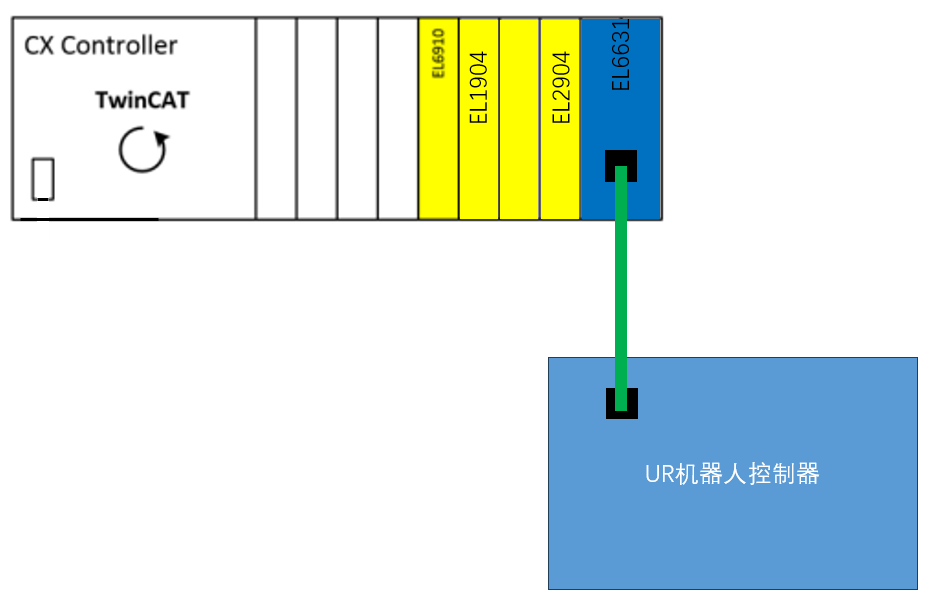 CX Controller
TwinCAT
EL6910
EL1904
EL2904
EL6631
UR机器人控制器